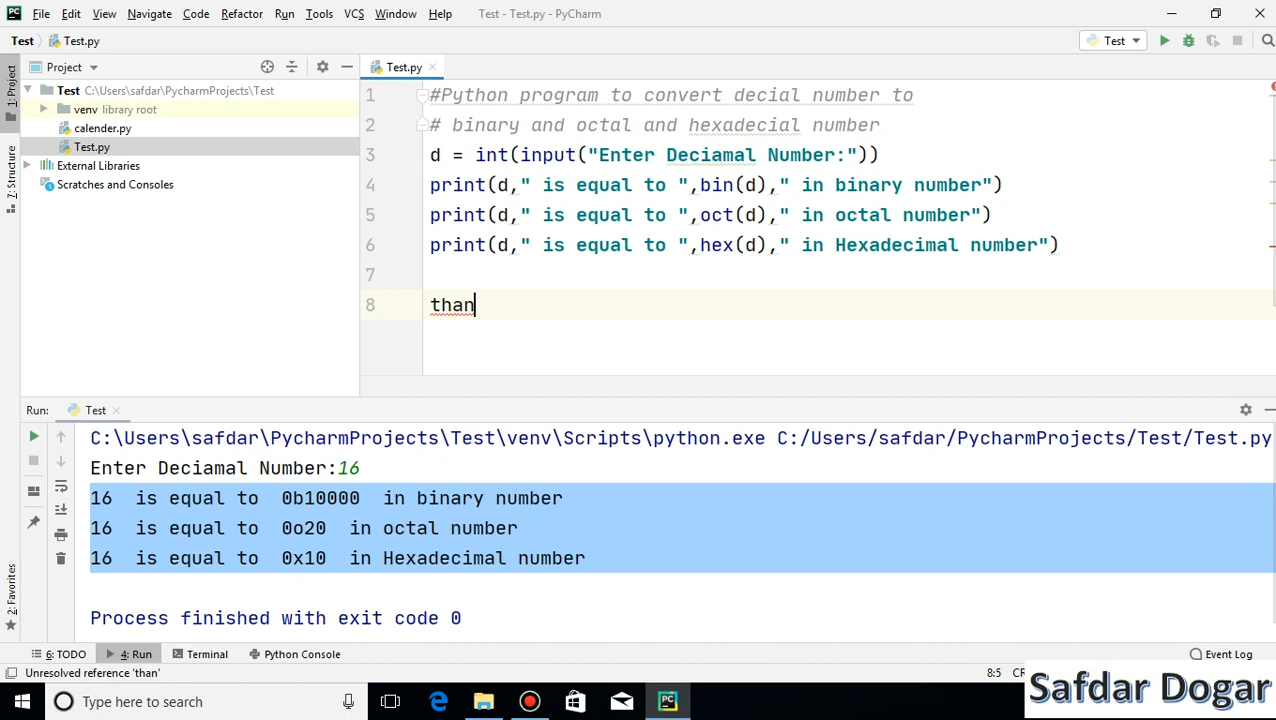 File Edit View Navigate Code Refactor Run Tools VCS Window Help Test - Test.py - PyCharm
Test Test.py Test
1: Project
Project
Test.py
Test C:\Users\safdar\PycharmProjects\Test
venv library root
calender.py
Test.py
External Libraries
Scratches and Consoles
7: Structure
1 #Python program to convert decial number to
2 # binary and octal and hexadecial number
3 d = int(input("Enter Deciamal Number:"))
4 print(d," is equal to ",bin(d)," in binary number")
5 print(d," is equal to ",oct(d)," in octal number")
6 print(d," is equal to ",hex(d)," in Hexadecimal number")
7
8 than
Run: Test
C:\Users\safdar\PycharmProjects\Test\venv\Scripts\python.exe C:/Users/safdar/PycharmProjects/Test/Test.py
Enter Deciamal Number:16
16 is equal to 0b10000 in binary number
16 is equal to 0o20 in octal number
16 is equal to 0x10 in Hexadecimal number
Process finished with exit code 0
2: Favorites
6: TODO 4: Run Terminal Python Console Event Log
Unresolved reference 'than' 8:5
Type here to search
Safdar Dogar